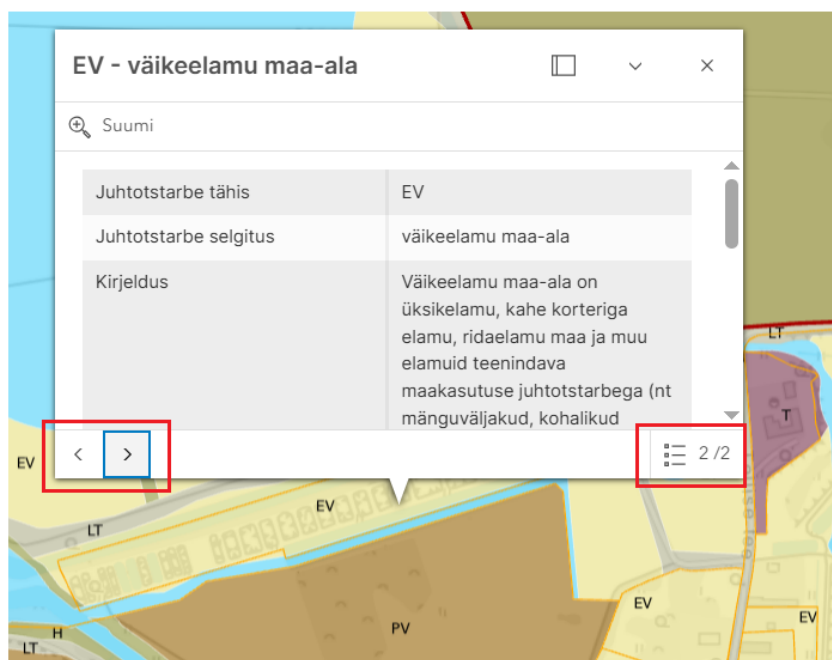 EV - väikeelamu maa-ala
Suumi
Juhtotstarbe tähis EV
Juhtotstarbe selgitus väikeelamu maa-ala
Kirjeldus Väikeelamu maa-ala on
üksikelamu, kahe korteriga
elamu, ridaelamu maa ja muu
elamuid teenindava
maakasutuse juhtotstarbega (nt
mänguväljakud, kohalikud
2 /2
LT
T
EV
EV
LT
EV
EV
PV
H
LT